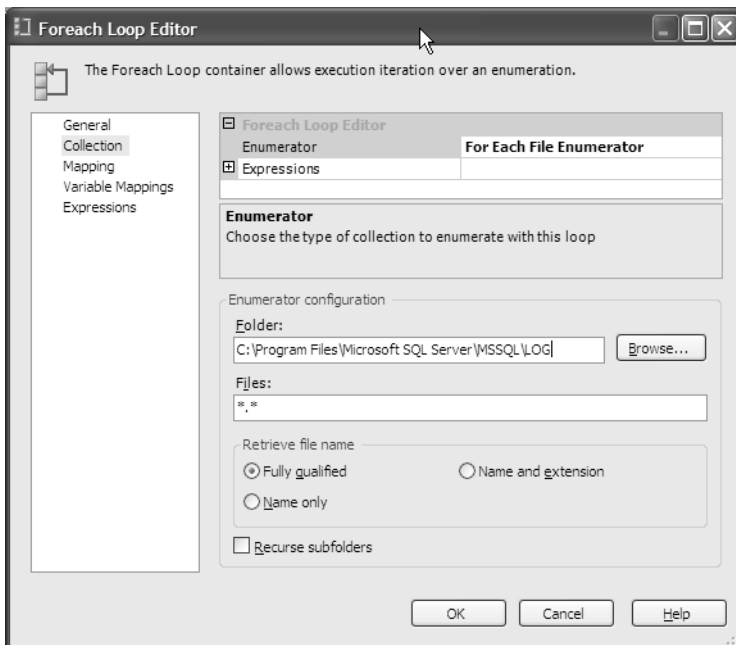 Foreach Loop Editor
The Foreach Loop container allows execution iteration over an enumeration.
General
Collection
Mapping
Variable Mappings
Expressions
Foreach Loop Editor
Enumerator For Each File Enumerator
Expressions
Enumerator
Choose the type of collection to enumerate with this loop
Enumerator configuration
Folder:
C:\Program Files\Microsoft SQL Server\MSSQL\LOG
Browse...
Files:
*.*
Retrieve file name
Fully qualified
Name and extension
Name only
Recurse subfolders
OK
Cancel
Help